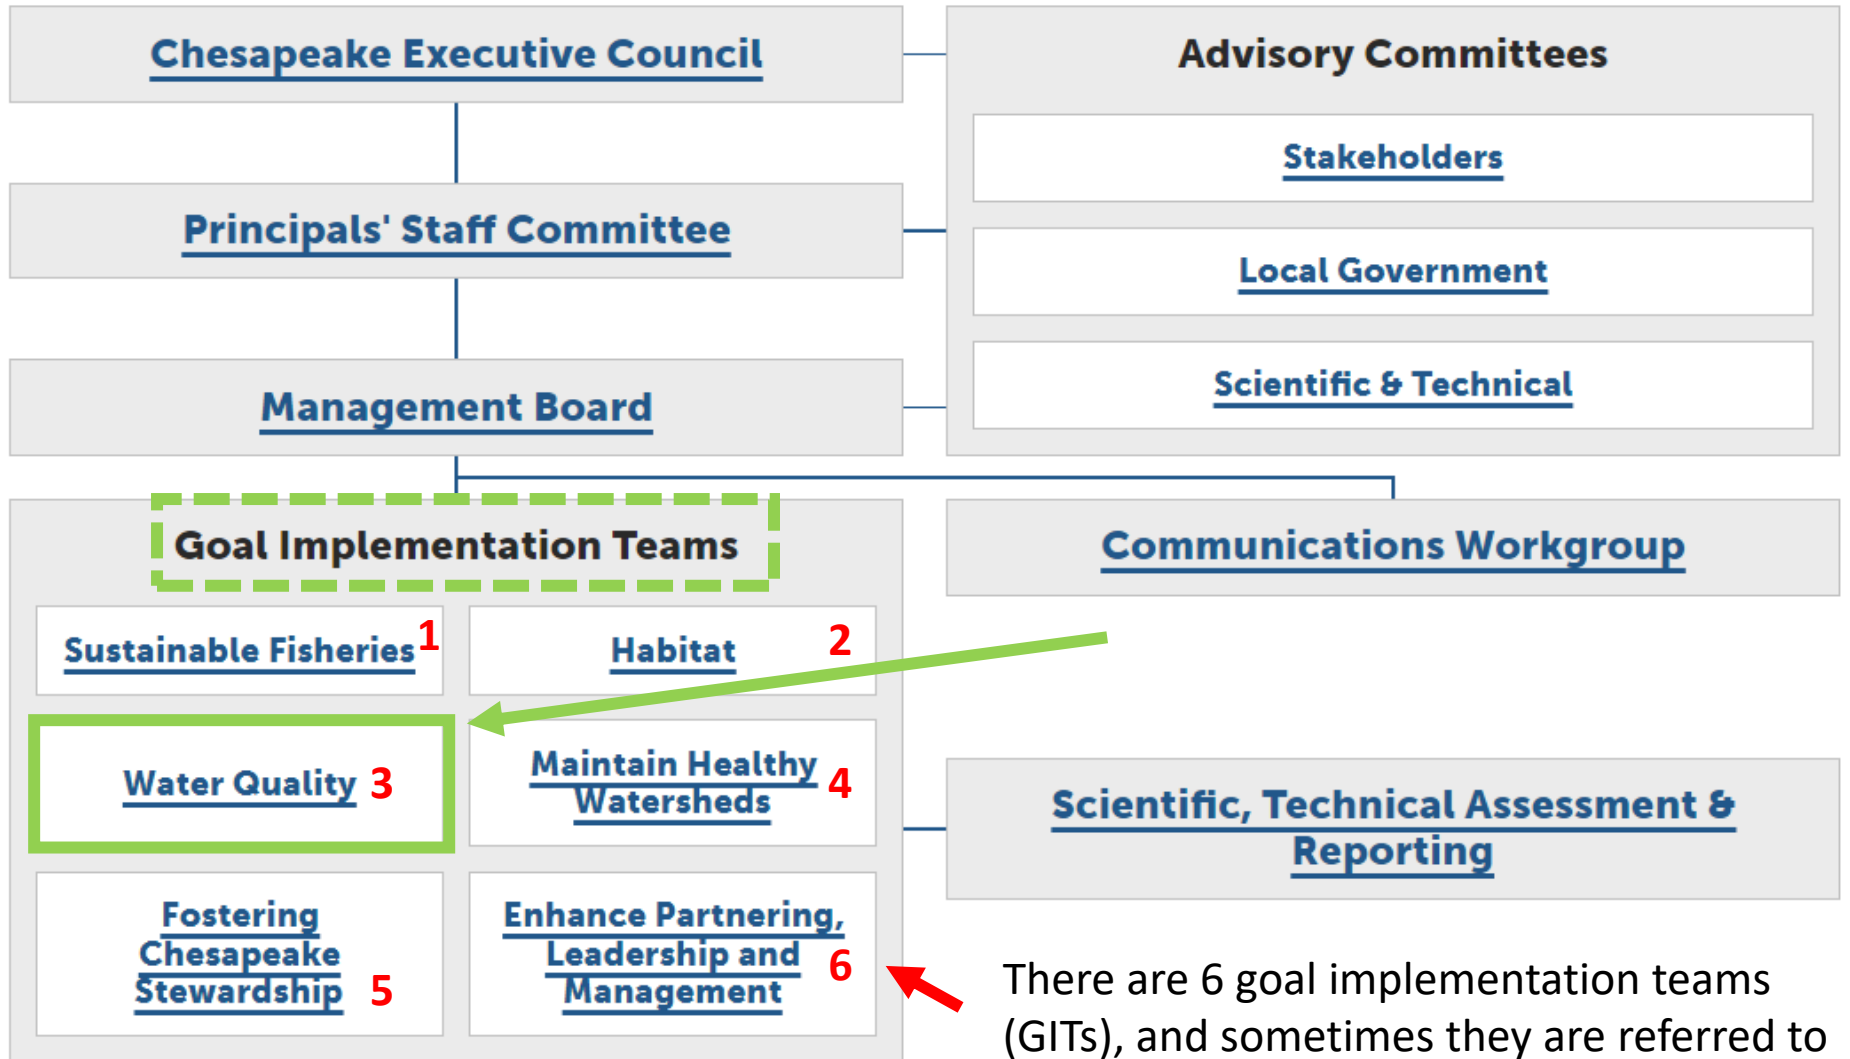 Chesapeake Executive Council
Advisory Committees
Stakeholders
Principals' Staff Committee
Local Government
Scientific & Technical
Management Board
Goal Implementation Teams
Communications Workgroup
Sustainable Fisheries 1
Habitat 2
Water Quality 3
Maintain Healthy
Watersheds 4
Scientific, Technical Assessment &
Reporting
Fostering
Chesapeake
Stewardship 5
Enhance Partnering,
Leadership and
Management 6
There are 6 goal implementation teams
(GITs), and sometimes they are referred to